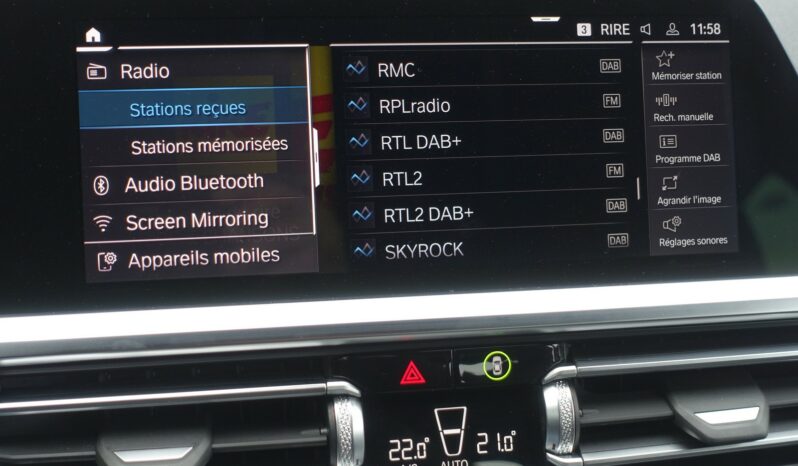 3 RIRE 11:58
Radio
Stations reçues
Stations mémorisées
Audio Bluetooth
Screen Mirroring
Appareils mobiles
RMC DAB
RPLradio FM
RTL DAB+ DAB
RTL2 FM
RTL2 DAB+ DAB
SKYROCK DAB
Mémoriser station
Rech. manuelle
Programme DAB
Agrandir l'image
Réglages sonores
22.0° 21.0°
AUTO